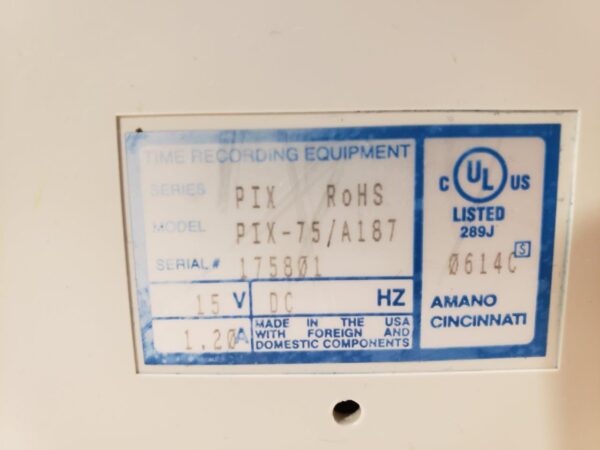 TIME RECORDING EQUIPMENT
SERIES PIX RoHS
MODEL PIX-75/A187
SERIAL # 175801
15 V DC HZ
1.20A MADE IN THE USA
WITH FOREIGN AND
DOMESTIC COMPONENTS
C UL US
LISTED
289J
0614C S
AMANO
CINCINNATI